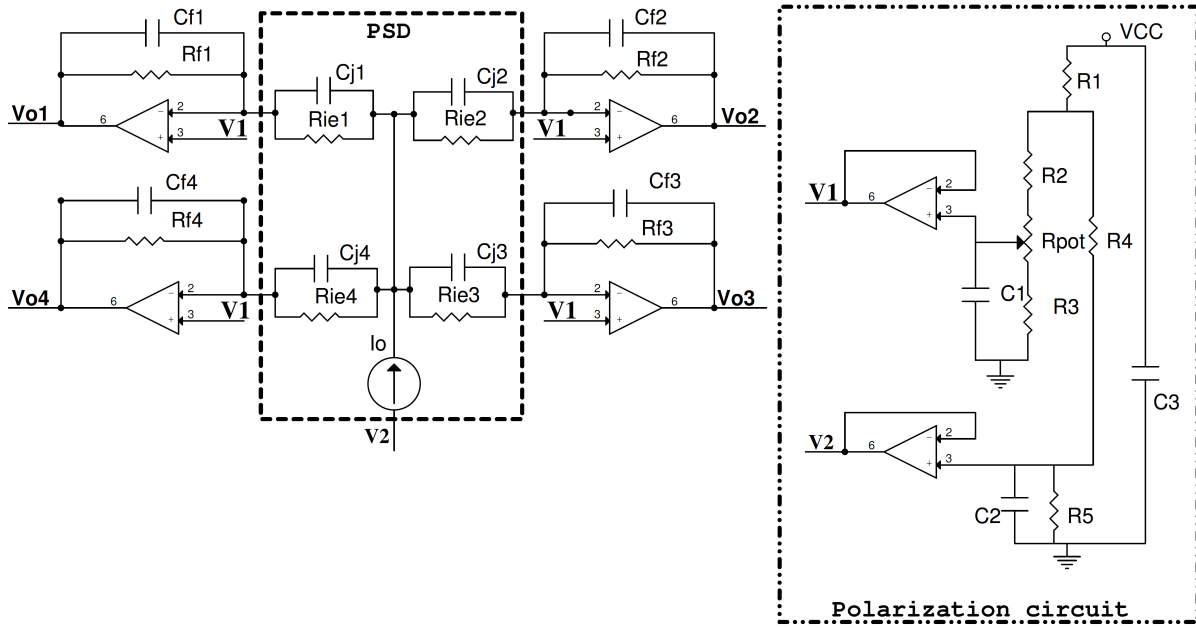 Cf1
Rf1
Vo1
6
2
3
V1
PSD
Cj1
Rie1
Cj2
Rie2
Cf2
Rf2
V1
2
3
6
Vo2
Cf4
Rf4
Vo4
6
2
3
V1
Cj4
Rie4
Cj3
Rie3
Cf3
Rf3
V1
2
3
6
Vo3
Io
V2
VCC
R1
R2
Rpot
R4
V1
6
2
3
C1
R3
C3
V2
6
2
3
C2
R5
Polarization circuit